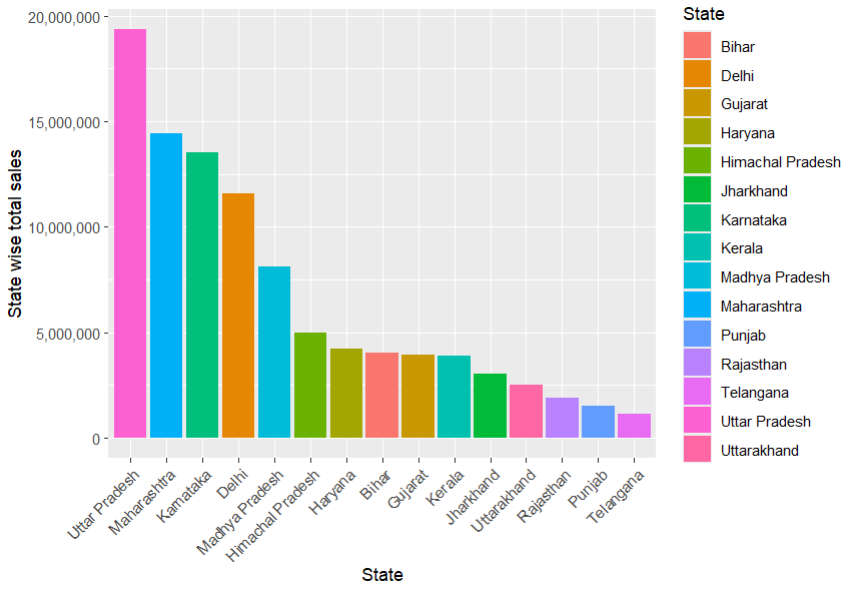 State wise total sales
20,000,000
15,000,000
10,000,000
5,000,000
0
Uttar Pradesh
Maharashtra
Karnataka
Delhi
Madhya Pradesh
Himachal Pradesh
Haryana
Bihar
Gujarat
Kerala
Jharkhand
Uttarakhand
Rajasthan
Punjab
Telangana
State
State
Bihar
Delhi
Gujarat
Haryana
Himachal Pradesh
Jharkhand
Karnataka
Kerala
Madhya Pradesh
Maharashtra
Punjab
Rajasthan
Telangana
Uttar Pradesh
Uttarakhand